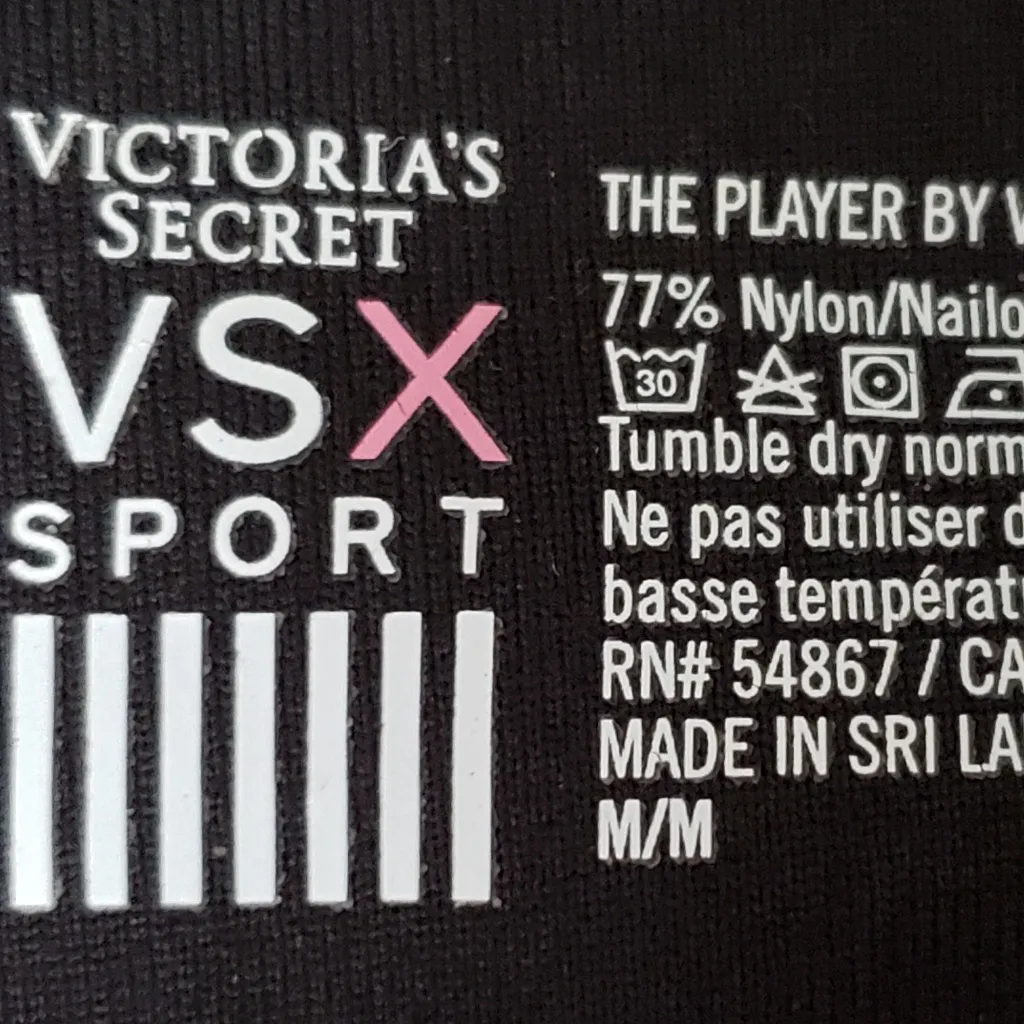 VICTORIA'S
SECRET
VSX
SPORT
THE PLAYER BY V
77% Nylon/Nailo
30
Tumble dry norm
Ne pas utiliser d
basse températu
RN# 54867 / CA
MADE IN SRI LA
M/M